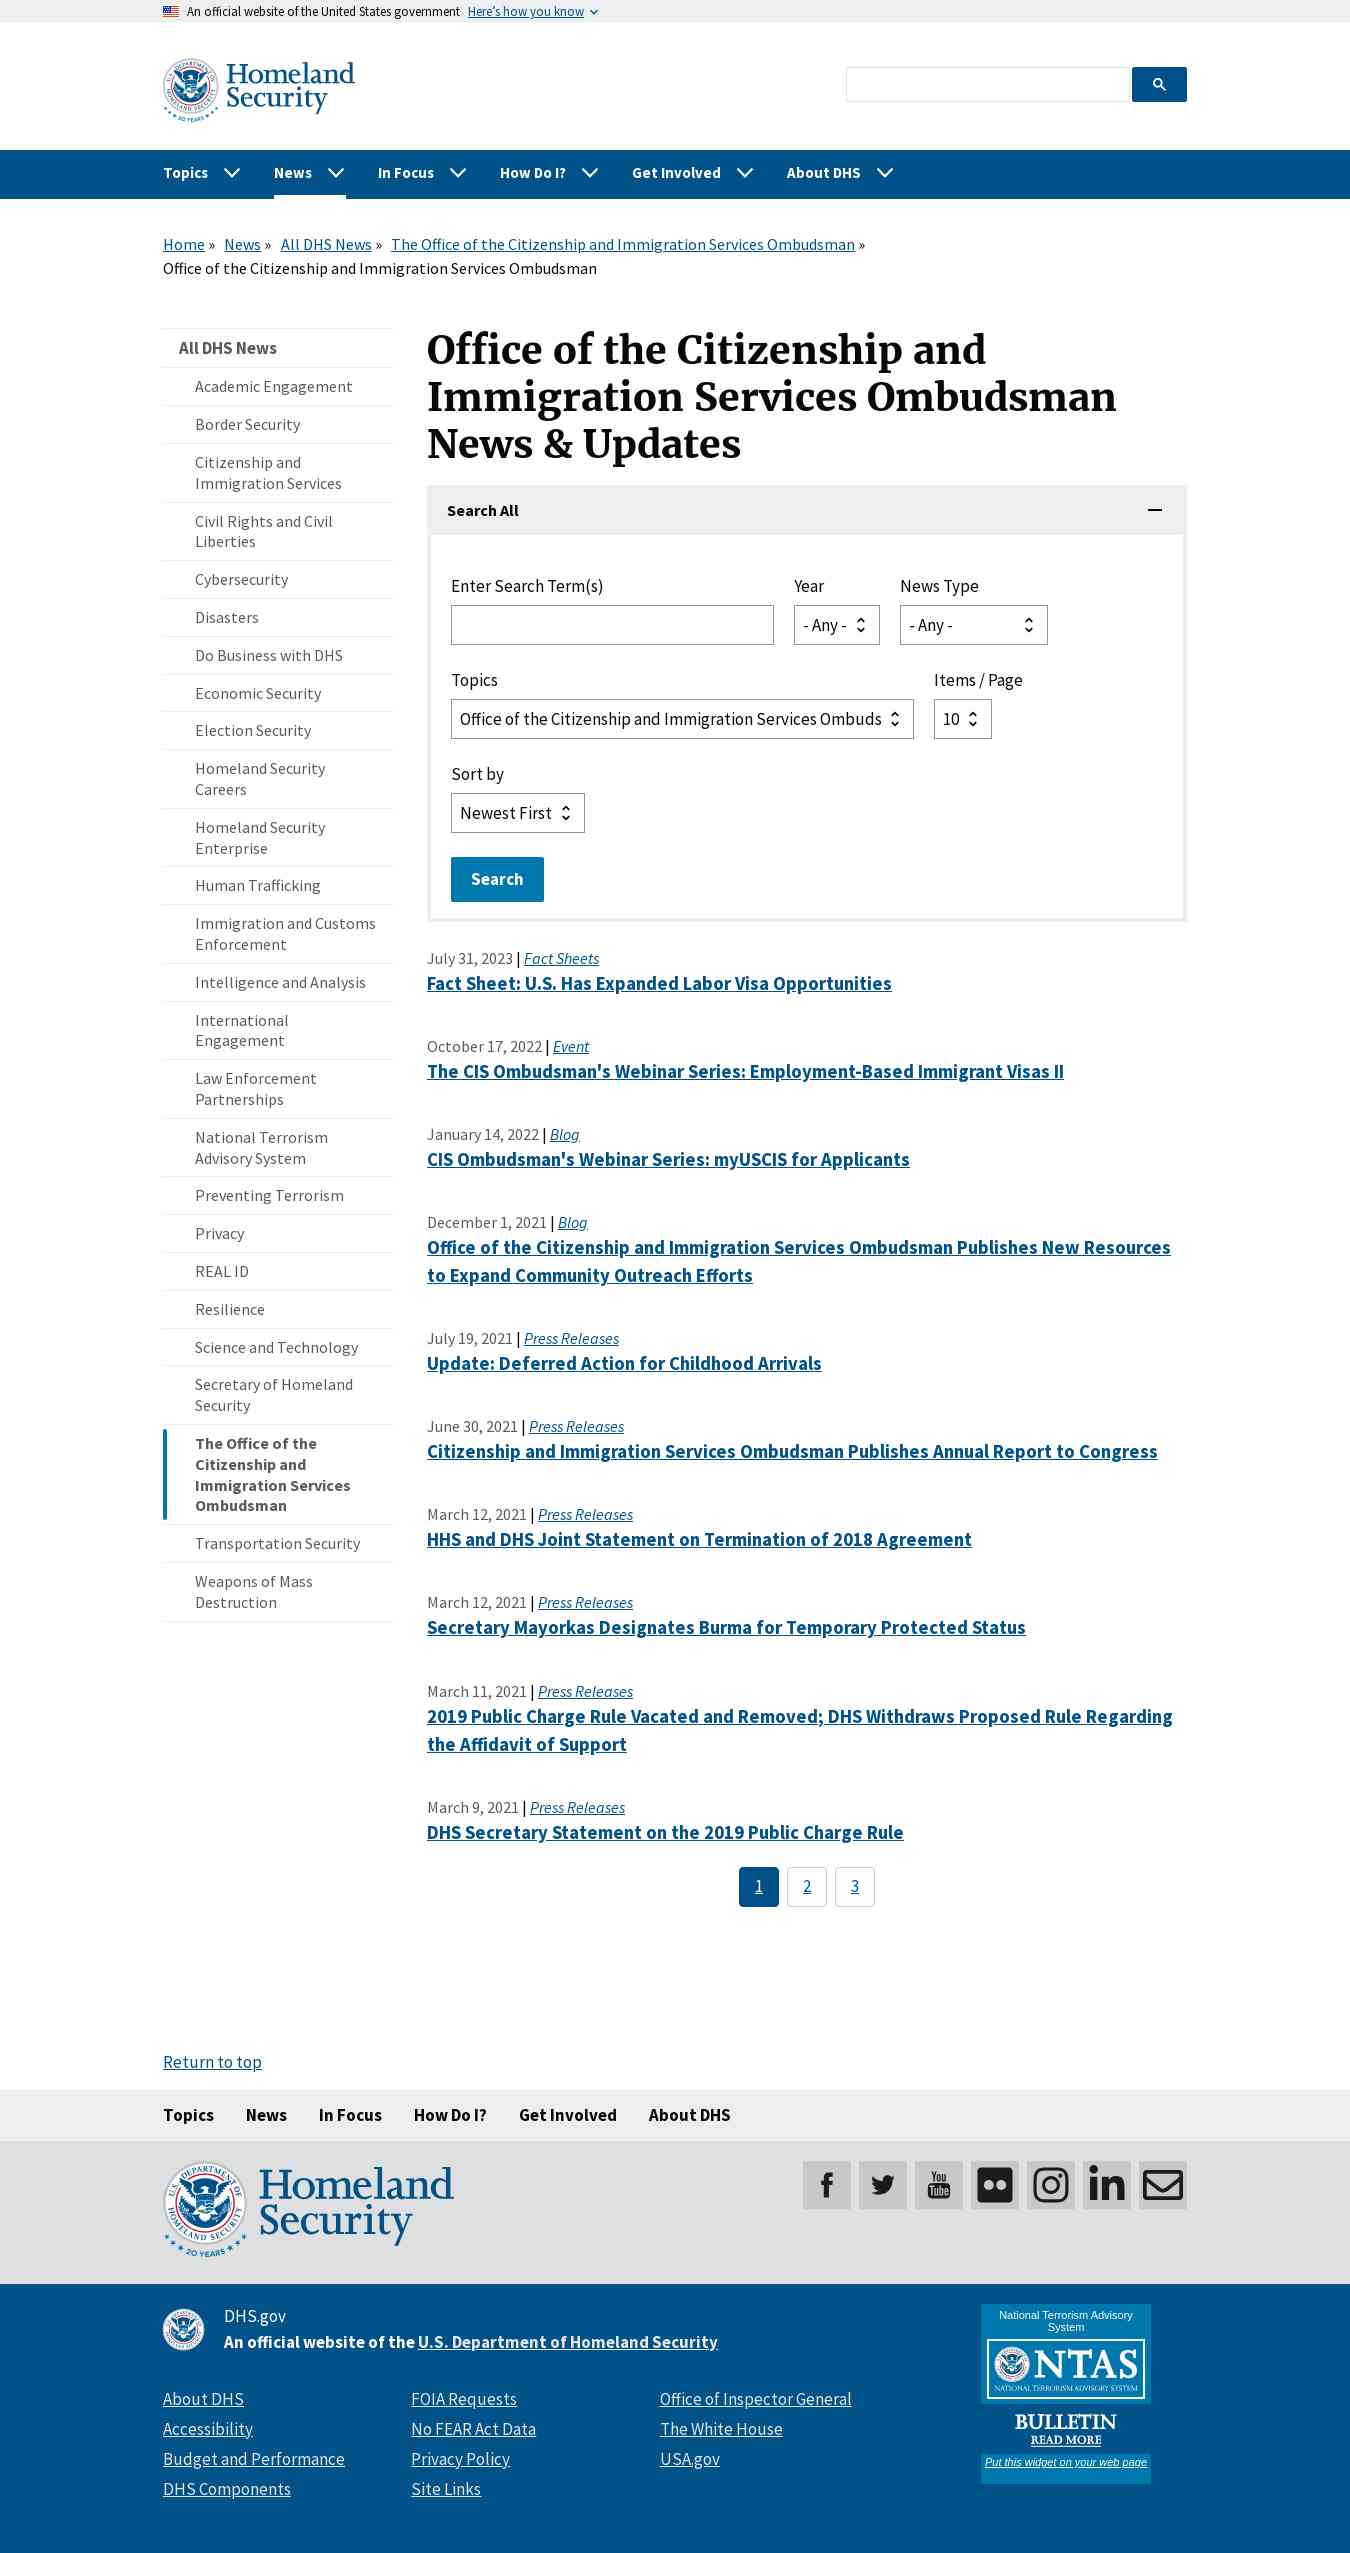 An official website of the United States government Here's how you know
Homeland
Security
U.S. DEPARTMENT OF HOMELAND SECURITY
20 YEARS
Topics News In Focus How Do I? Get Involved About DHS
Home » News » All DHS News » The Office of the Citizenship and Immigration Services Ombudsman »
Office of the Citizenship and Immigration Services Ombudsman
All DHS News
Academic Engagement
Border Security
Citizenship and
Immigration Services
Civil Rights and Civil
Liberties
Cybersecurity
Disasters
Do Business with DHS
Economic Security
Election Security
Homeland Security
Careers
Homeland Security
Enterprise
Human Trafficking
Immigration and Customs
Enforcement
Intelligence and Analysis
International
Engagement
Law Enforcement
Partnerships
National Terrorism
Advisory System
Preventing Terrorism
Privacy
REAL ID
Resilience
Science and Technology
Secretary of Homeland
Security
The Office of the
Citizenship and
Immigration Services
Ombudsman
Transportation Security
Weapons of Mass
Destruction
Office of the Citizenship and
Immigration Services Ombudsman
News & Updates
Search All
Enter Search Term(s) Year News Type
- Any - - Any -
Topics Items / Page
Office of the Citizenship and Immigration Services Ombuds 10
Sort by
Newest First
Search
July 31, 2023 | Fact Sheets
Fact Sheet: U.S. Has Expanded Labor Visa Opportunities
October 17, 2022 | Event
The CIS Ombudsman's Webinar Series: Employment-Based Immigrant Visas II
January 14, 2022 | Blog
CIS Ombudsman's Webinar Series: myUSCIS for Applicants
December 1, 2021 | Blog
Office of the Citizenship and Immigration Services Ombudsman Publishes New Resources
to Expand Community Outreach Efforts
July 19, 2021 | Press Releases
Update: Deferred Action for Childhood Arrivals
June 30, 2021 | Press Releases
Citizenship and Immigration Services Ombudsman Publishes Annual Report to Congress
March 12, 2021 | Press Releases
HHS and DHS Joint Statement on Termination of 2018 Agreement
March 12, 2021 | Press Releases
Secretary Mayorkas Designates Burma for Temporary Protected Status
March 11, 2021 | Press Releases
2019 Public Charge Rule Vacated and Removed; DHS Withdraws Proposed Rule Regarding
the Affidavit of Support
March 9, 2021 | Press Releases
DHS Secretary Statement on the 2019 Public Charge Rule
1 2 3
Return to top
Topics News In Focus How Do I? Get Involved About DHS
U.S. DEPARTMENT OF HOMELAND SECURITY
20 YEARS
Homeland
Security
You
Tube
in
DHS.gov
An official website of the U.S. Department of Homeland Security
About DHS
Accessibility
Budget and Performance
DHS Components
FOIA Requests
No FEAR Act Data
Privacy Policy
Site Links
Office of Inspector General
The White House
USA.gov
National Terrorism Advisory
System
NTAS
NATIONAL TERRORISM ADVISORY SYSTEM
BULLETIN
READ MORE
Put this widget on your web page